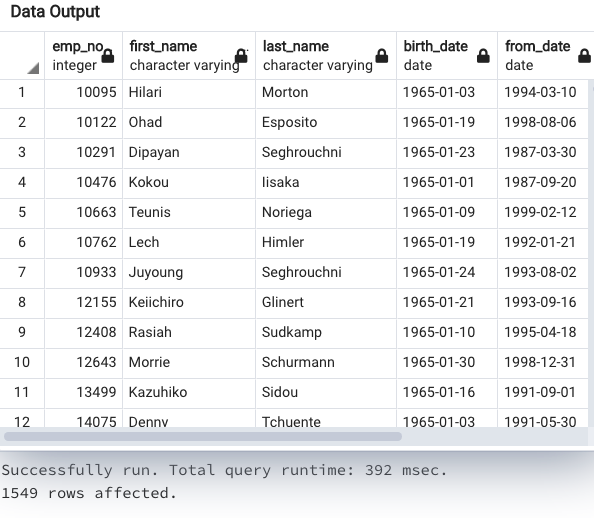 Data Output
emp_no first_name last_name birth_date from_date
integer character varying character varying date date
1 10095 Hilari Morton 1965-01-03 1994-03-10
2 10122 Ohad Esposito 1965-01-19 1998-08-06
3 10291 Dipayan Seghrouchni 1965-01-23 1987-03-30
4 10476 Kokou Iisaka 1965-01-01 1987-09-20
5 10663 Teunis Noriega 1965-01-09 1999-02-12
6 10762 Lech Himler 1965-01-19 1992-01-21
7 10933 Juyoung Seghrouchni 1965-01-24 1993-08-02
8 12155 Keiichiro Glinert 1965-01-21 1993-09-16
9 12408 Rasiah Sudkamp 1965-01-10 1995-04-18
10 12643 Morrie Schurmann 1965-01-30 1998-12-31
11 13499 Kazuhiko Sidou 1965-01-16 1991-09-01
12 14075 Denny Tchuente 1965-01-03 1991-05-30
Successfully run. Total query runtime: 392 msec.
1549 rows affected.